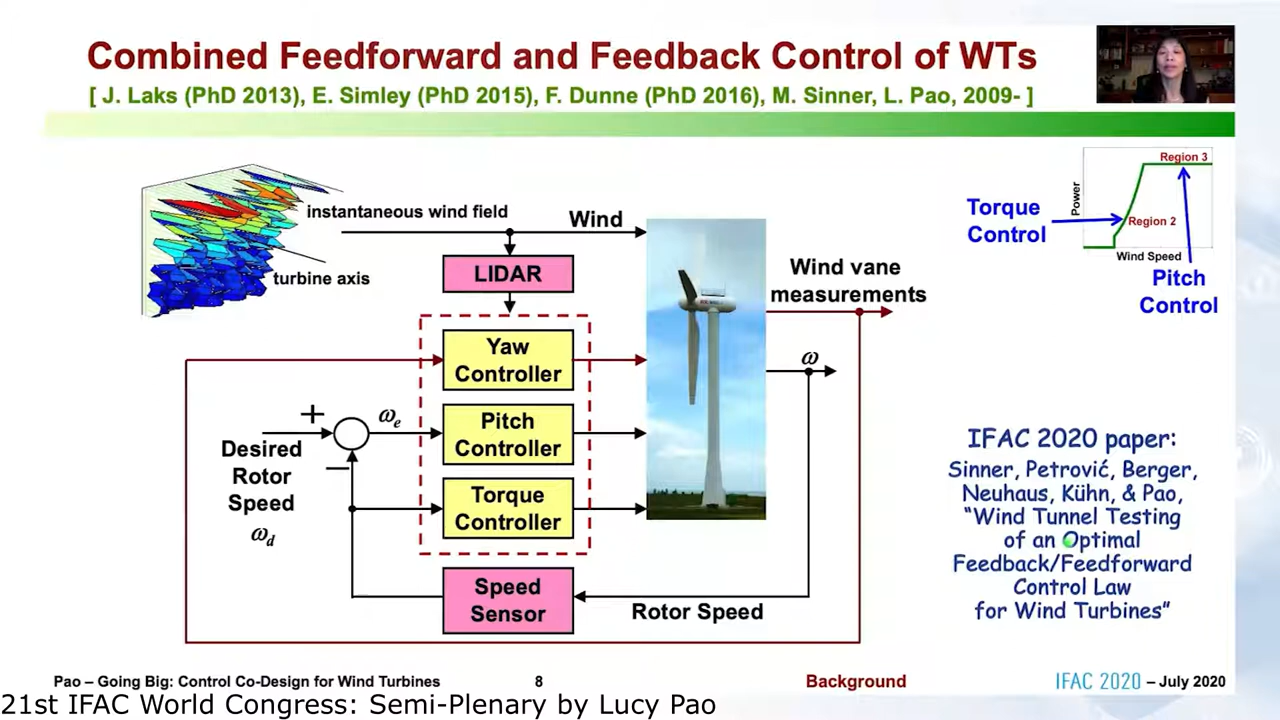 Combined Feedforward and Feedback Control of WTs
[ J. Laks (PhD 2013), E. Simley (PhD 2015), F. Dunne (PhD 2016), M. Sinner, L. Pao, 2009- ]
instantaneous wind field
turbine axis
Wind
LIDAR
Yaw
Controller
Pitch
Controller
Torque
Controller
Speed
Sensor
+
−
ωe
Desired
Rotor
Speed
ωd
Wind vane
measurements
ω
Rotor Speed
Torque
Control
Power
Region 3
Region 2
Wind Speed
Pitch
Control
IFAC 2020 paper:
Sinner, Petrović, Berger,
Neuhaus, Kühn, & Pao,
“Wind Tunnel Testing
of an Optimal
Feedback/Feedforward
Control Law
for Wind Turbines”
Pao – Going Big: Control Co-Design for Wind Turbines
8
Background
IFAC 2020 – July 2020
21st IFAC World Congress: Semi-Plenary by Lucy Pao